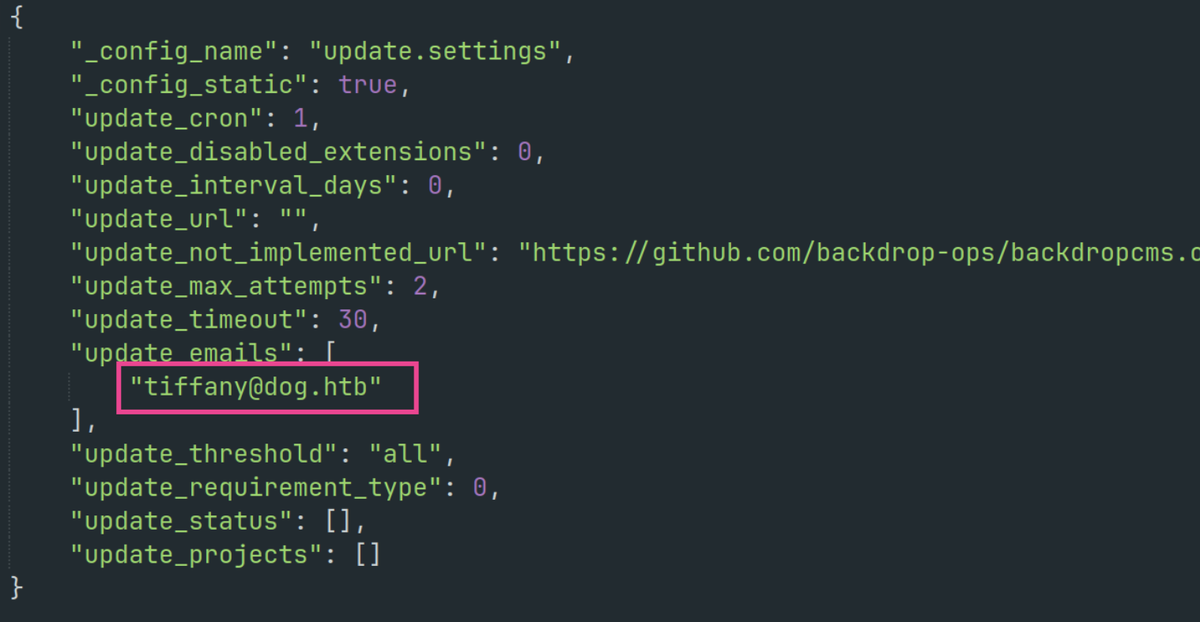 {
"_config_name": "update.settings",
"_config_static": true,
"update_cron": 1,
"update_disabled_extensions": 0,
"update_interval_days": 0,
"update_url": "",
"update_not_implemented_url": "https://github.com/backdrop-ops/backdropcms.
"update_max_attempts": 2,
"update_timeout": 30,
"update_emails": [
"tiffany@dog.htb"
],
"update_threshold": "all",
"update_requirement_type": 0,
"update_status": [],
"update_projects": []
}